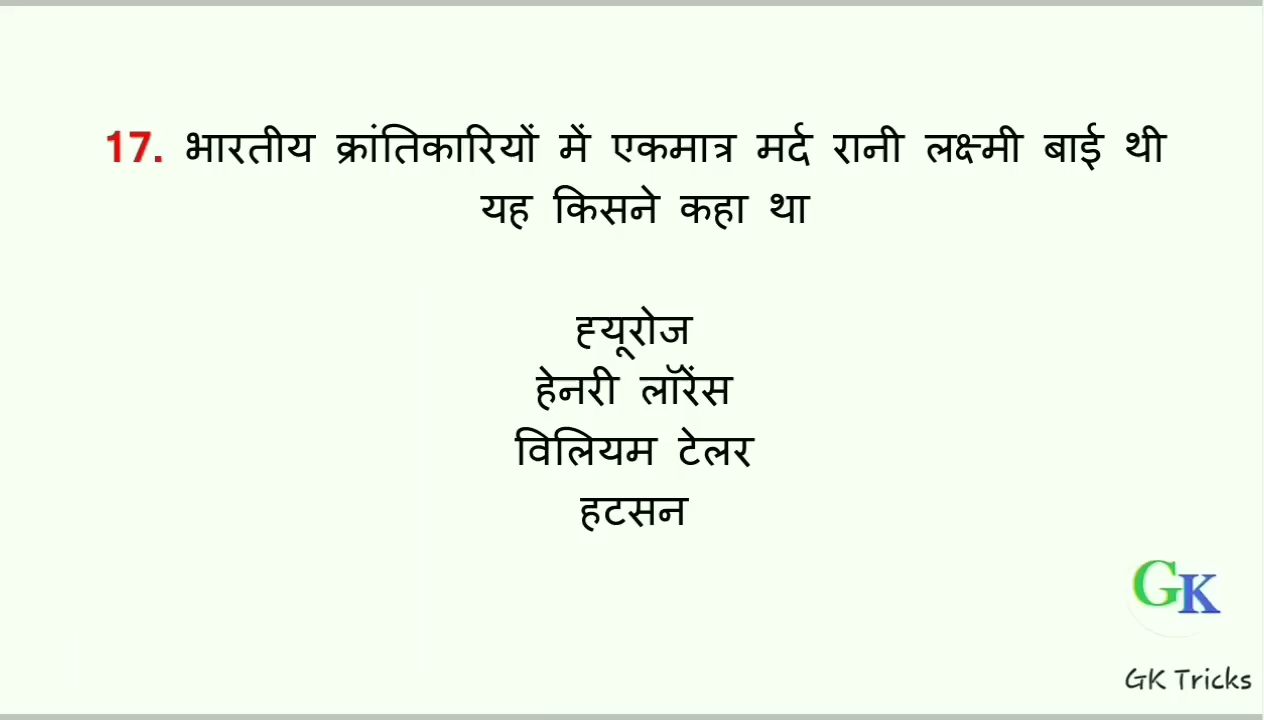 17. भारतीय क्रांतिकारियों में एकमात्र मर्द रानी लक्ष्मी बाई थी
यह किसने कहा था
ह्यूरोज
हेनरी लॉरेंस
विलियम टेलर
हटसन
GK
GK Tricks